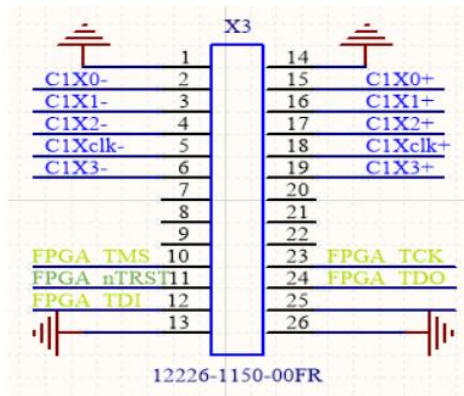 X3
1 14
C1X0- 2 15 C1X0+
C1X1- 3 16 C1X1+
C1X2- 4 17 C1X2+
C1Xclk- 5 18 C1Xclk+
C1X3- 6 19 C1X3+
7 20
8 21
9 22
FPGA TMS 10 23 FPGA TCK
FPGA nTRST 11 24 FPGA TDO
FPGA TDI 12 25
13 26
12226-1150-00FR